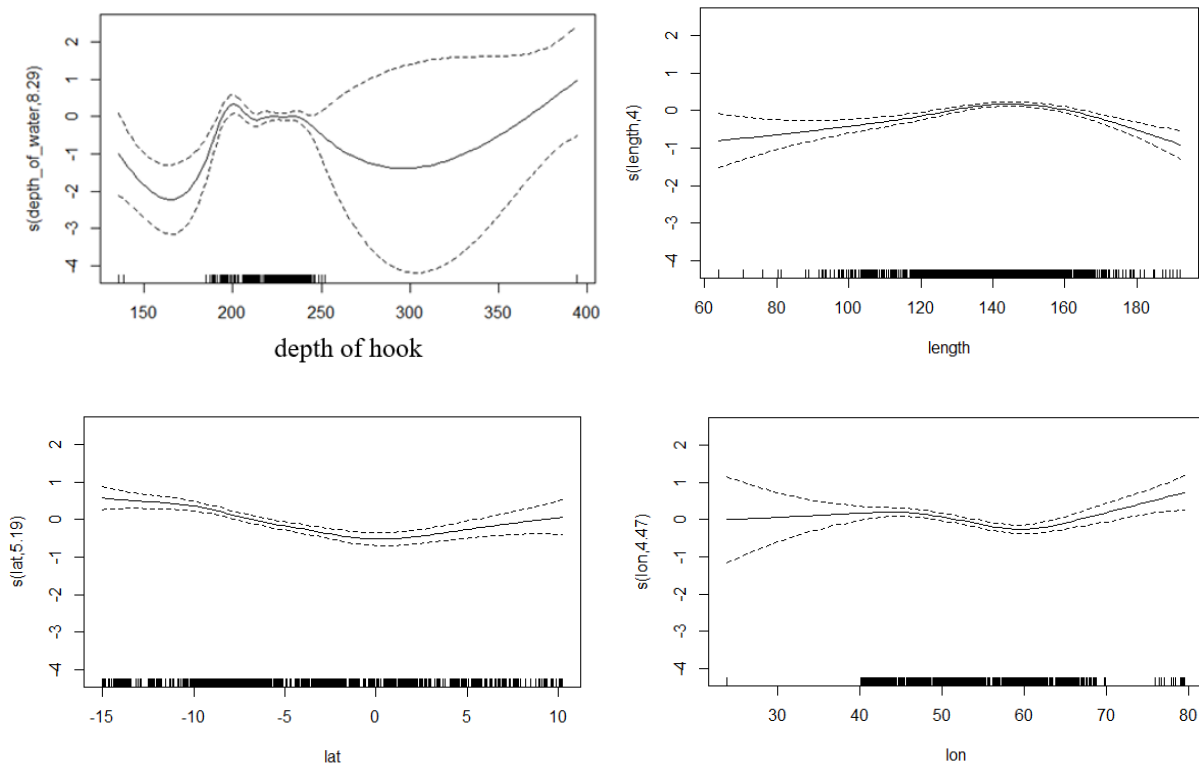 s(depth_of_water,8.29)
2
1
0
-1
-2
-3
-4
150 200 250 300 350 400
depth of hook
s(length,4)
2
1
0
-1
-2
-3
-4
60 80 100 120 140 160 180
length
s(lat,5.19)
2
1
0
-1
-2
-3
-4
-15 -10 -5 0 5 10
lat
s(lon,4.47)
2
1
0
-1
-2
-3
-4
30 40 50 60 70 80
lon